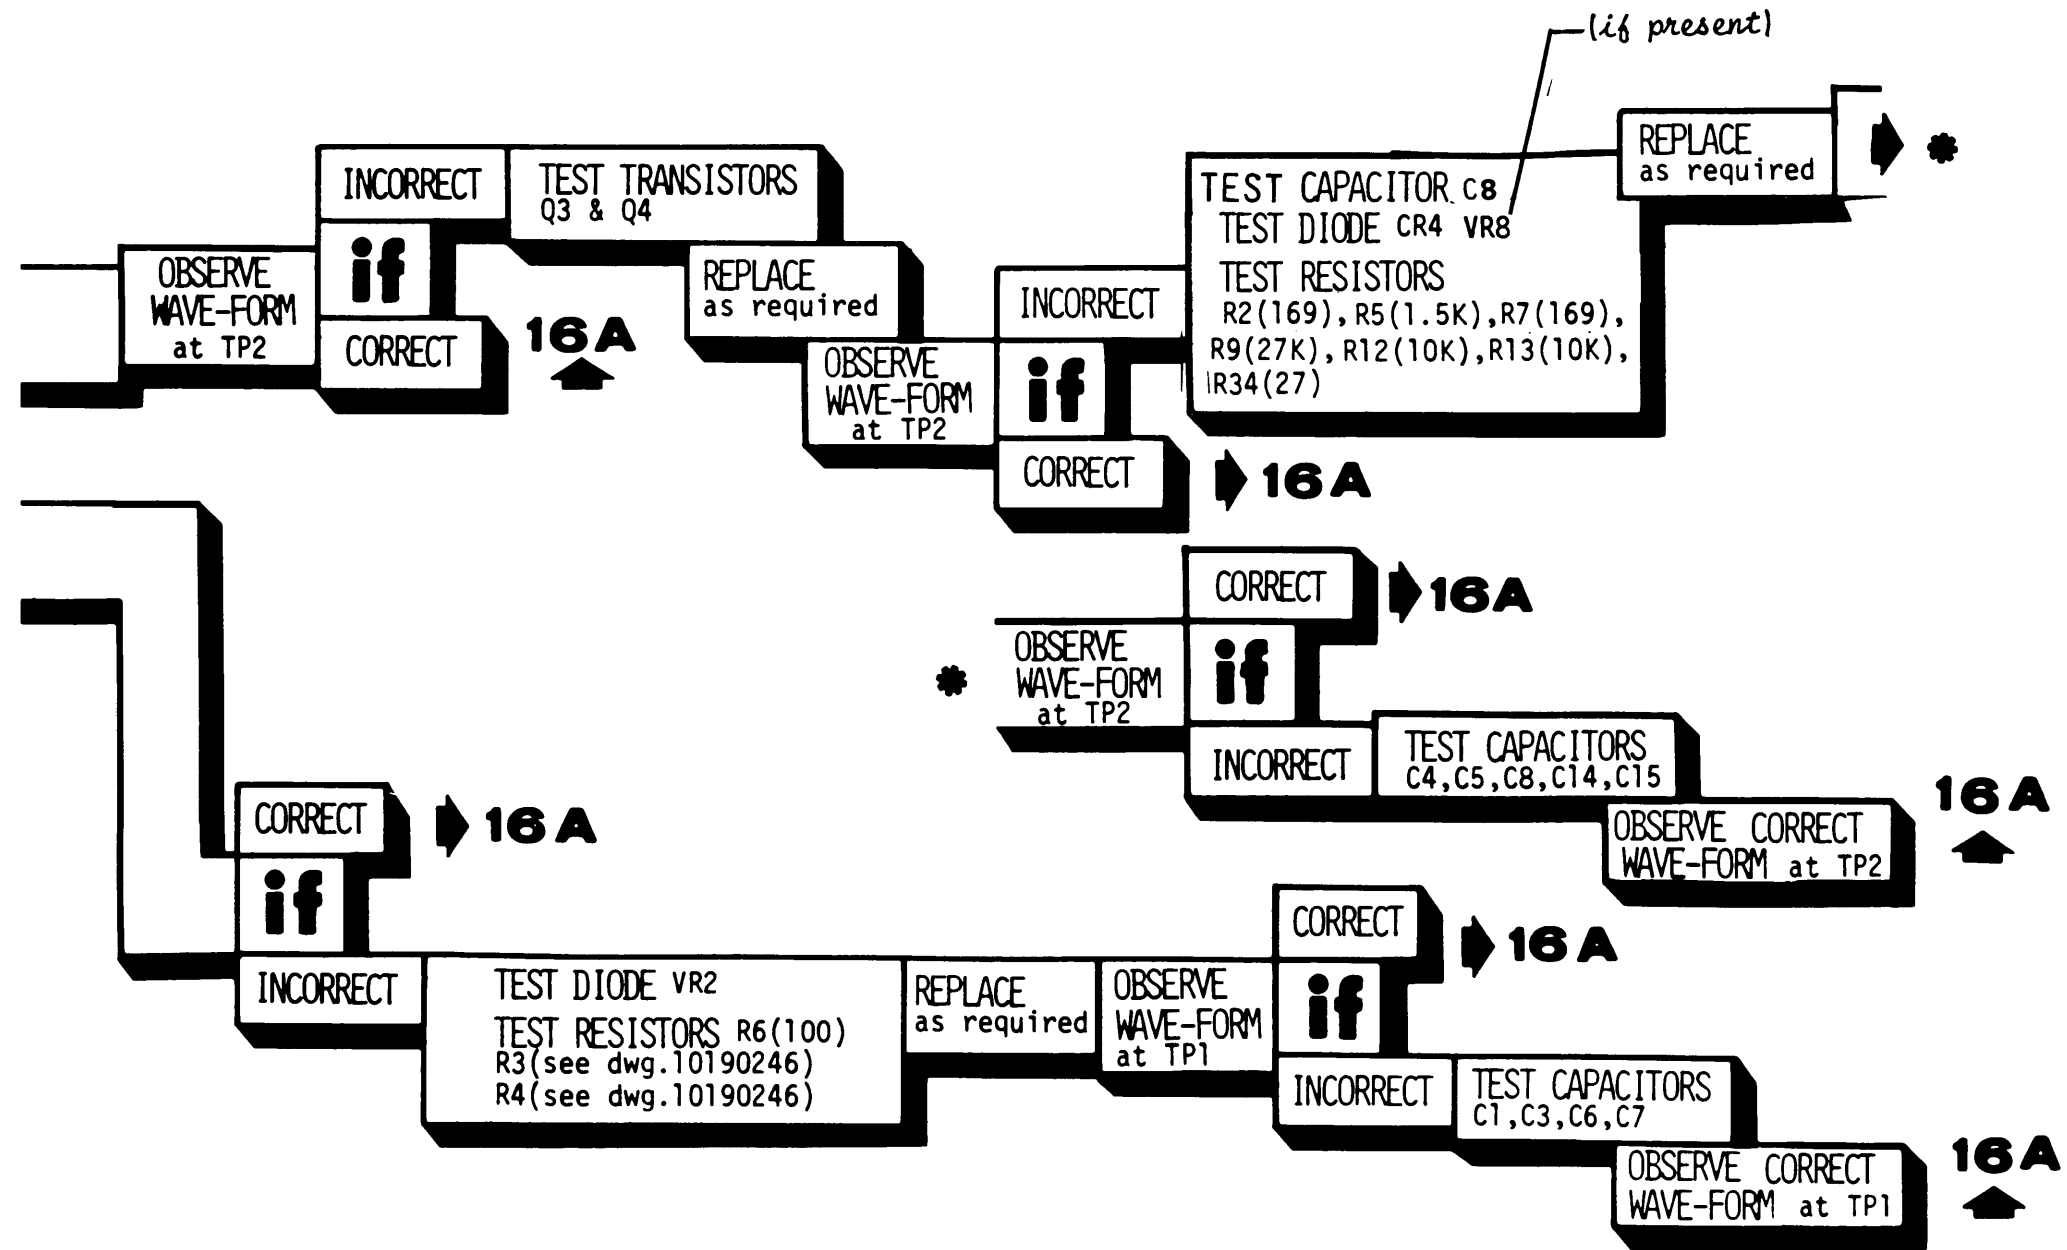 (if present)
OBSERVE
WAVE-FORM
at TP2
INCORRECT
if
CORRECT
16A
TEST TRANSISTORS
Q3 & Q4
REPLACE
as required
OBSERVE
WAVE-FORM
at TP2
INCORRECT
if
CORRECT
16A
TEST CAPACITOR C8
TEST DIODE CR4 VR8
TEST RESISTORS
R2(169),R5(1.5K),R7(169),
R9(27K),R12(10K),R13(10K),
R34(27)
REPLACE
as required
*
*
OBSERVE
WAVE-FORM
at TP2
CORRECT
16A
if
INCORRECT
TEST CAPACITORS
C4,C5,C8,C14,C15
OBSERVE CORRECT
WAVE-FORM at TP2
16A
CORRECT
16A
if
INCORRECT
TEST DIODE VR2
TEST RESISTORS R6(100)
R3(see dwg.10190246)
R4(see dwg.10190246)
REPLACE
as required
OBSERVE
WAVE-FORM
at TP1
CORRECT
16A
if
INCORRECT
TEST CAPACITORS
C1,C3,C6,C7
OBSERVE CORRECT
WAVE-FORM at TP1
16A